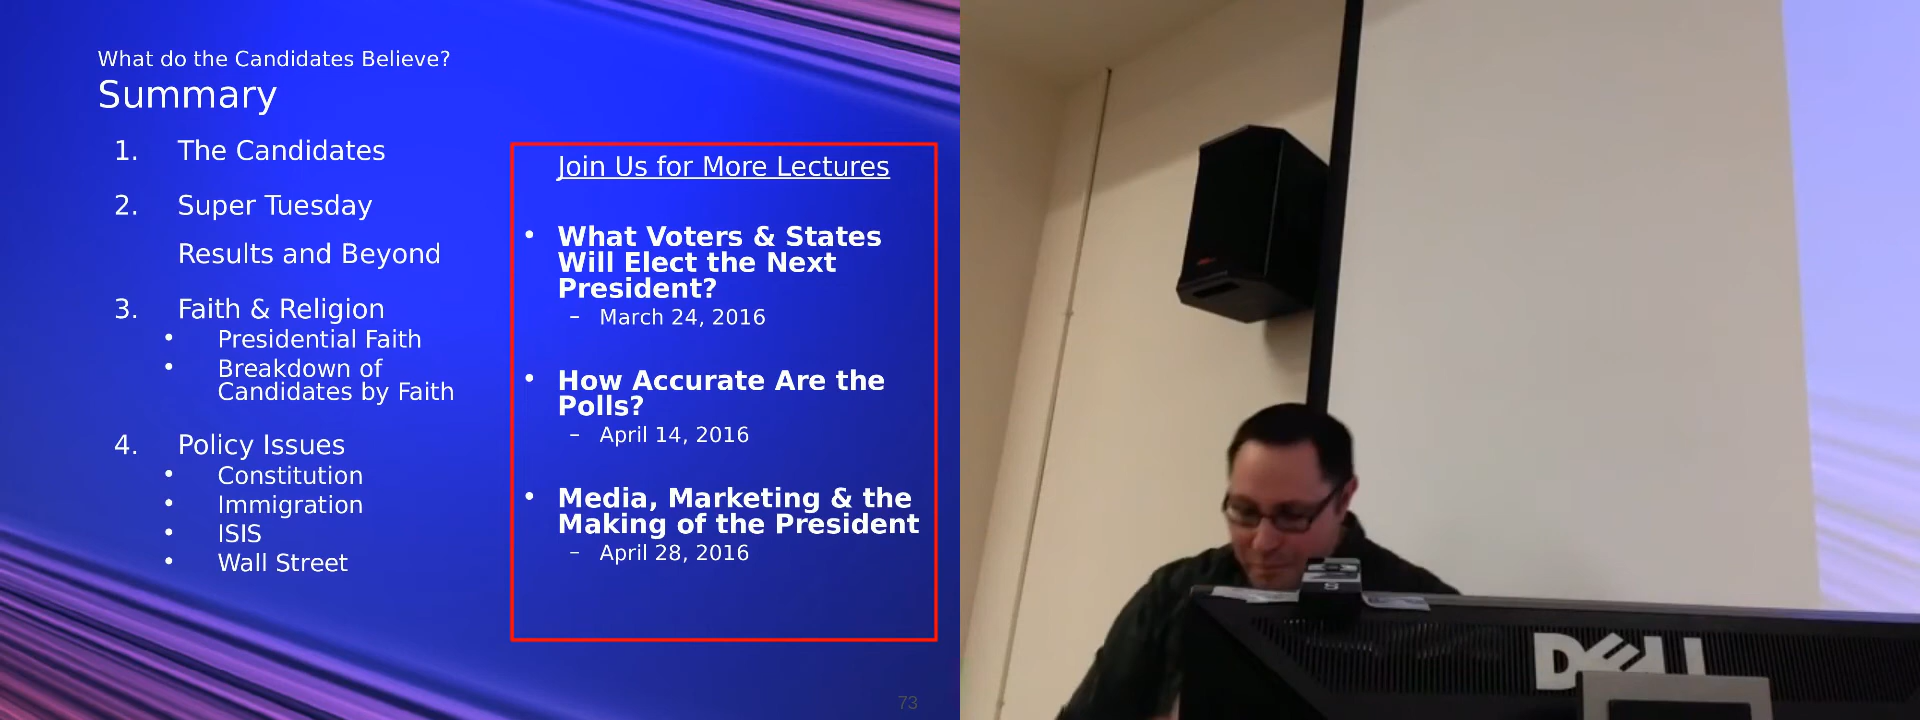 What do the Candidates Believe?
Summary
1. The Candidates
2. Super Tuesday
Results and Beyond
3. Faith & Religion
• Presidential Faith
• Breakdown of
Candidates by Faith
4. Policy Issues
• Constitution
• Immigration
• ISIS
• Wall Street
Join Us for More Lectures
• What Voters & States
Will Elect the Next
President?
– March 24, 2016
• How Accurate Are the
Polls?
– April 14, 2016
• Media, Marketing & the
Making of the President
– April 28, 2016
73
DELL